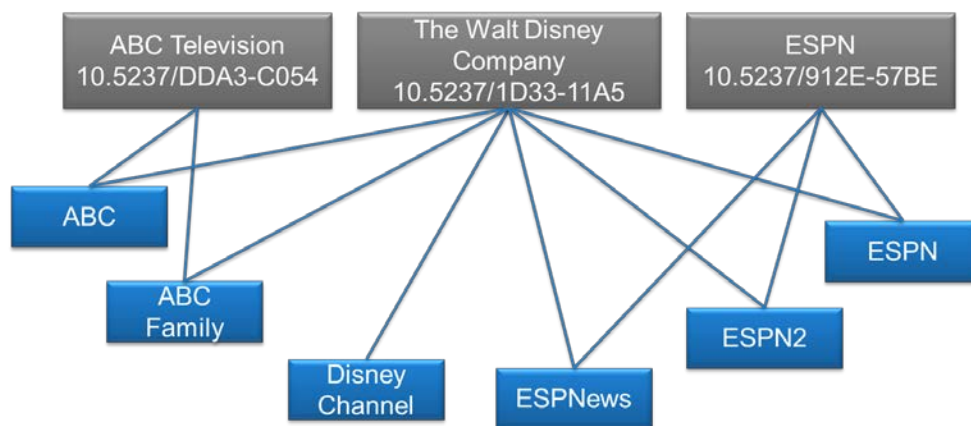 ABC Television
10.5237/DDA3-C054
The Walt Disney
Company
10.5237/1D33-11A5
ESPN
10.5237/912E-57BE
ABC
ABC
Family
Disney
Channel
ESPNews
ESPN2
ESPN